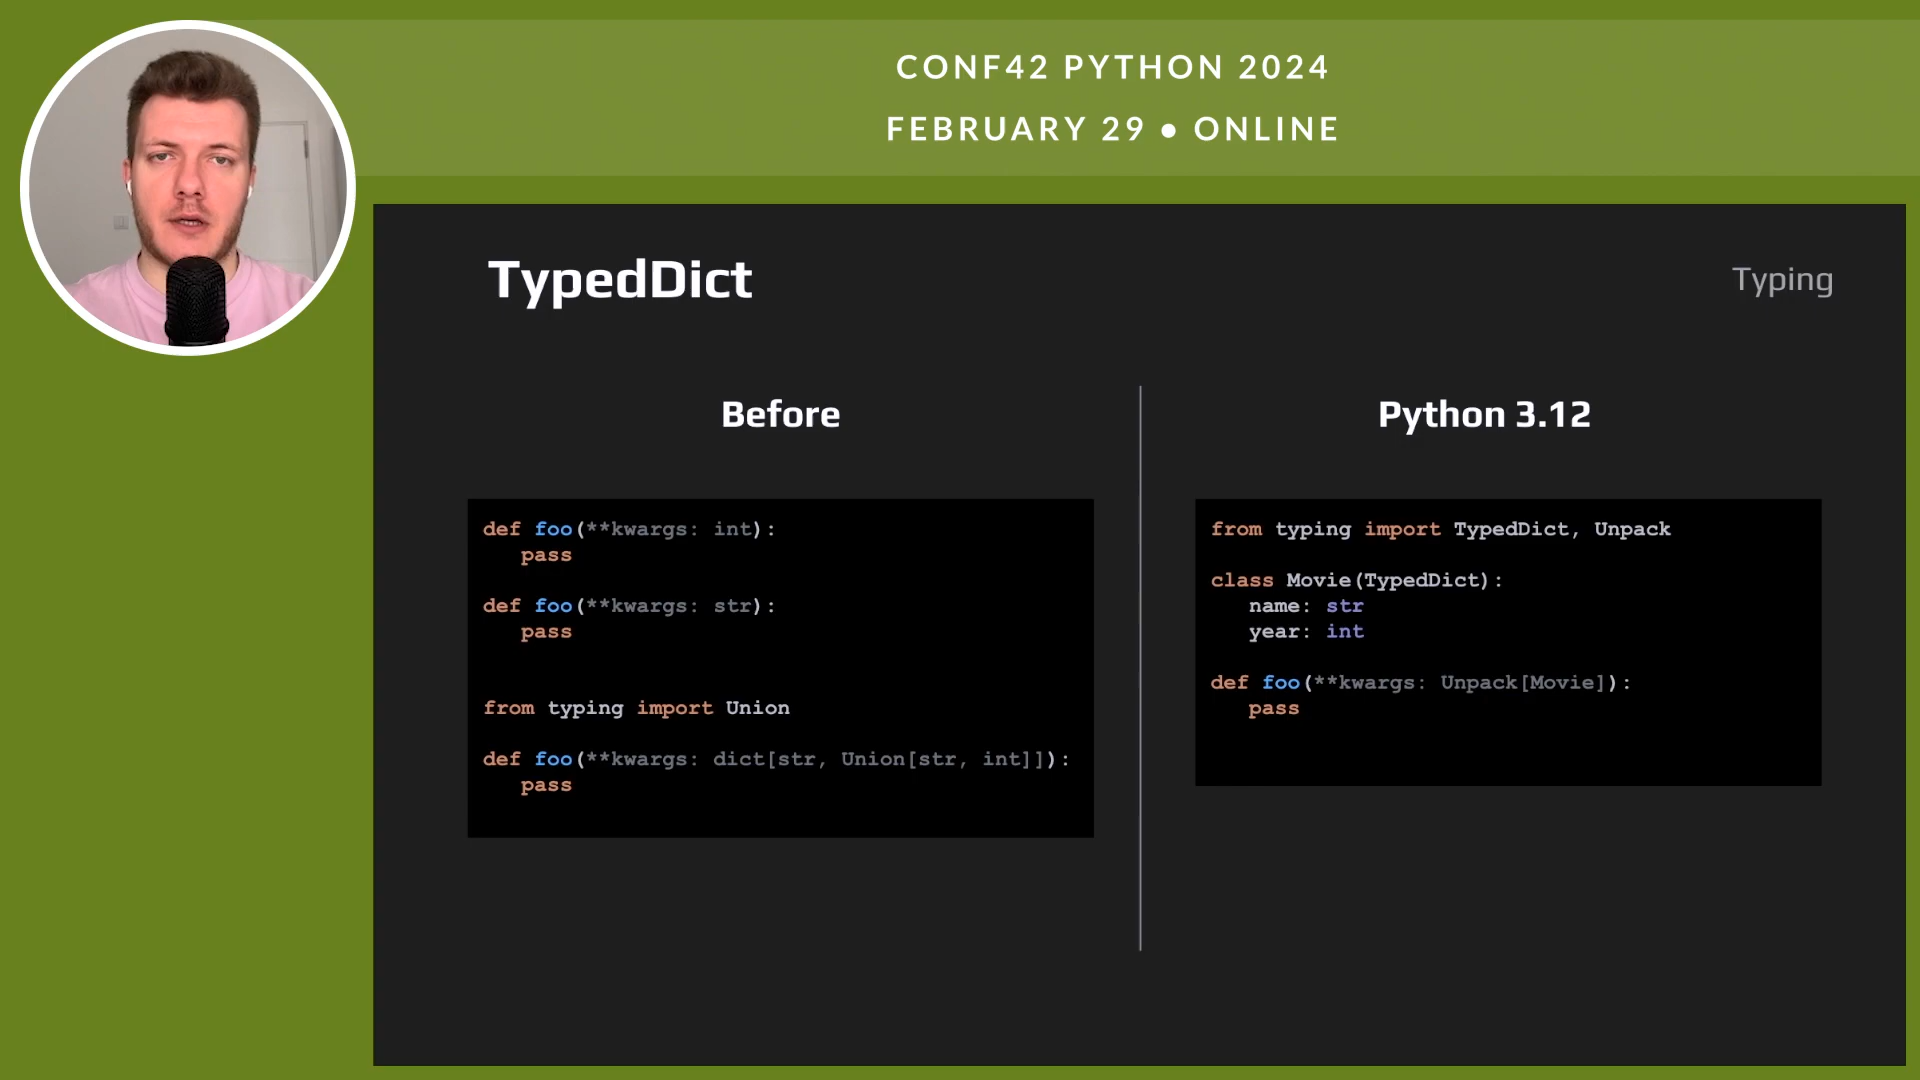 CONF42 PYTHON 2024
FEBRUARY 29 • ONLINE
TypedDict
Typing
Before
def foo(**kwargs: int):
   pass
def foo(**kwargs: str):
   pass
from typing import Union
def foo(**kwargs: dict[str, Union[str, int]]):
   pass
Python 3.12
from typing import TypedDict, Unpack
class Movie(TypedDict):
   name: str
   year: int
def foo(**kwargs: Unpack[Movie]):
   pass